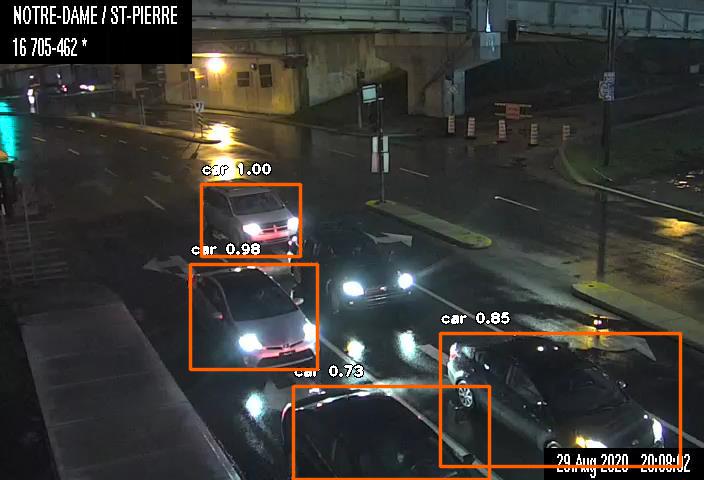 NOTRE-DAME / ST-PIERRE
16 705-462 *
car 1.00
car 0.98
car 0.85
car 0.73
29 Aug 2020 20:09:02